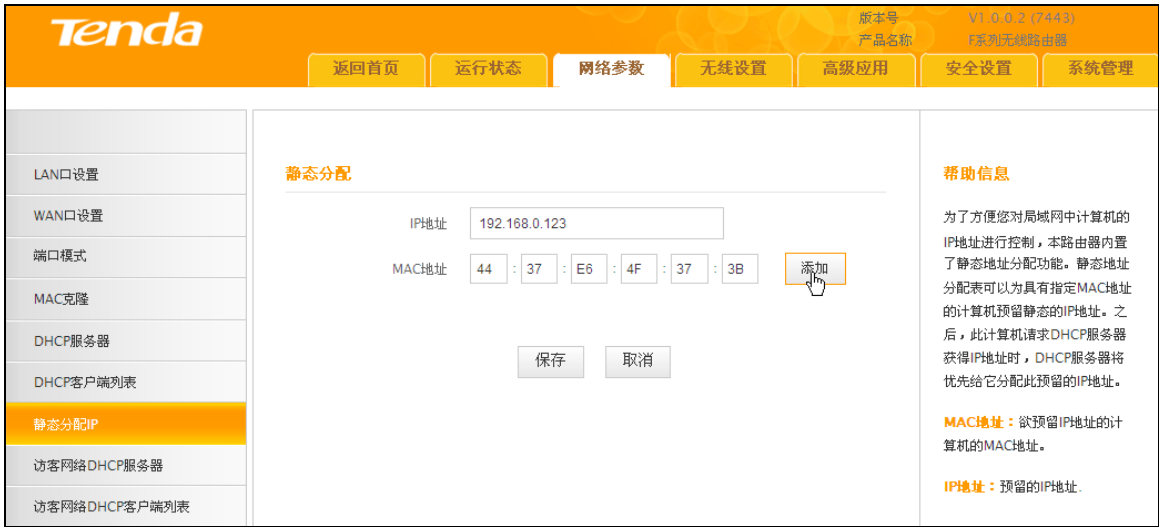 Tenda
版本号 V1.0.0.2 (7443)
产品名称 F系列无线路由器
返回首页 运行状态 网络参数 无线设置 高级应用 安全设置 系统管理
LAN口设置
WAN口设置
端口模式
MAC克隆
DHCP服务器
DHCP客户端列表
静态分配IP
访客网络DHCP服务器
访客网络DHCP客户端列表
静态分配
IP地址 192.168.0.123
MAC地址 44 : 37 : E6 : 4F : 37 : 3B 添加
保存 取消
帮助信息
为了方便您对局域网中计算机的
IP地址进行控制，本路由器内置
了静态地址分配功能。静态地址
分配表可以为具有指定MAC地址
的计算机预留静态的IP地址。之
后，此计算机请求DHCP服务器
获得IP地址时，DHCP服务器将
优先给它分配此预留的IP地址。
MAC地址：欲预留IP地址的计
算机的MAC地址。
IP地址：预留的IP地址.